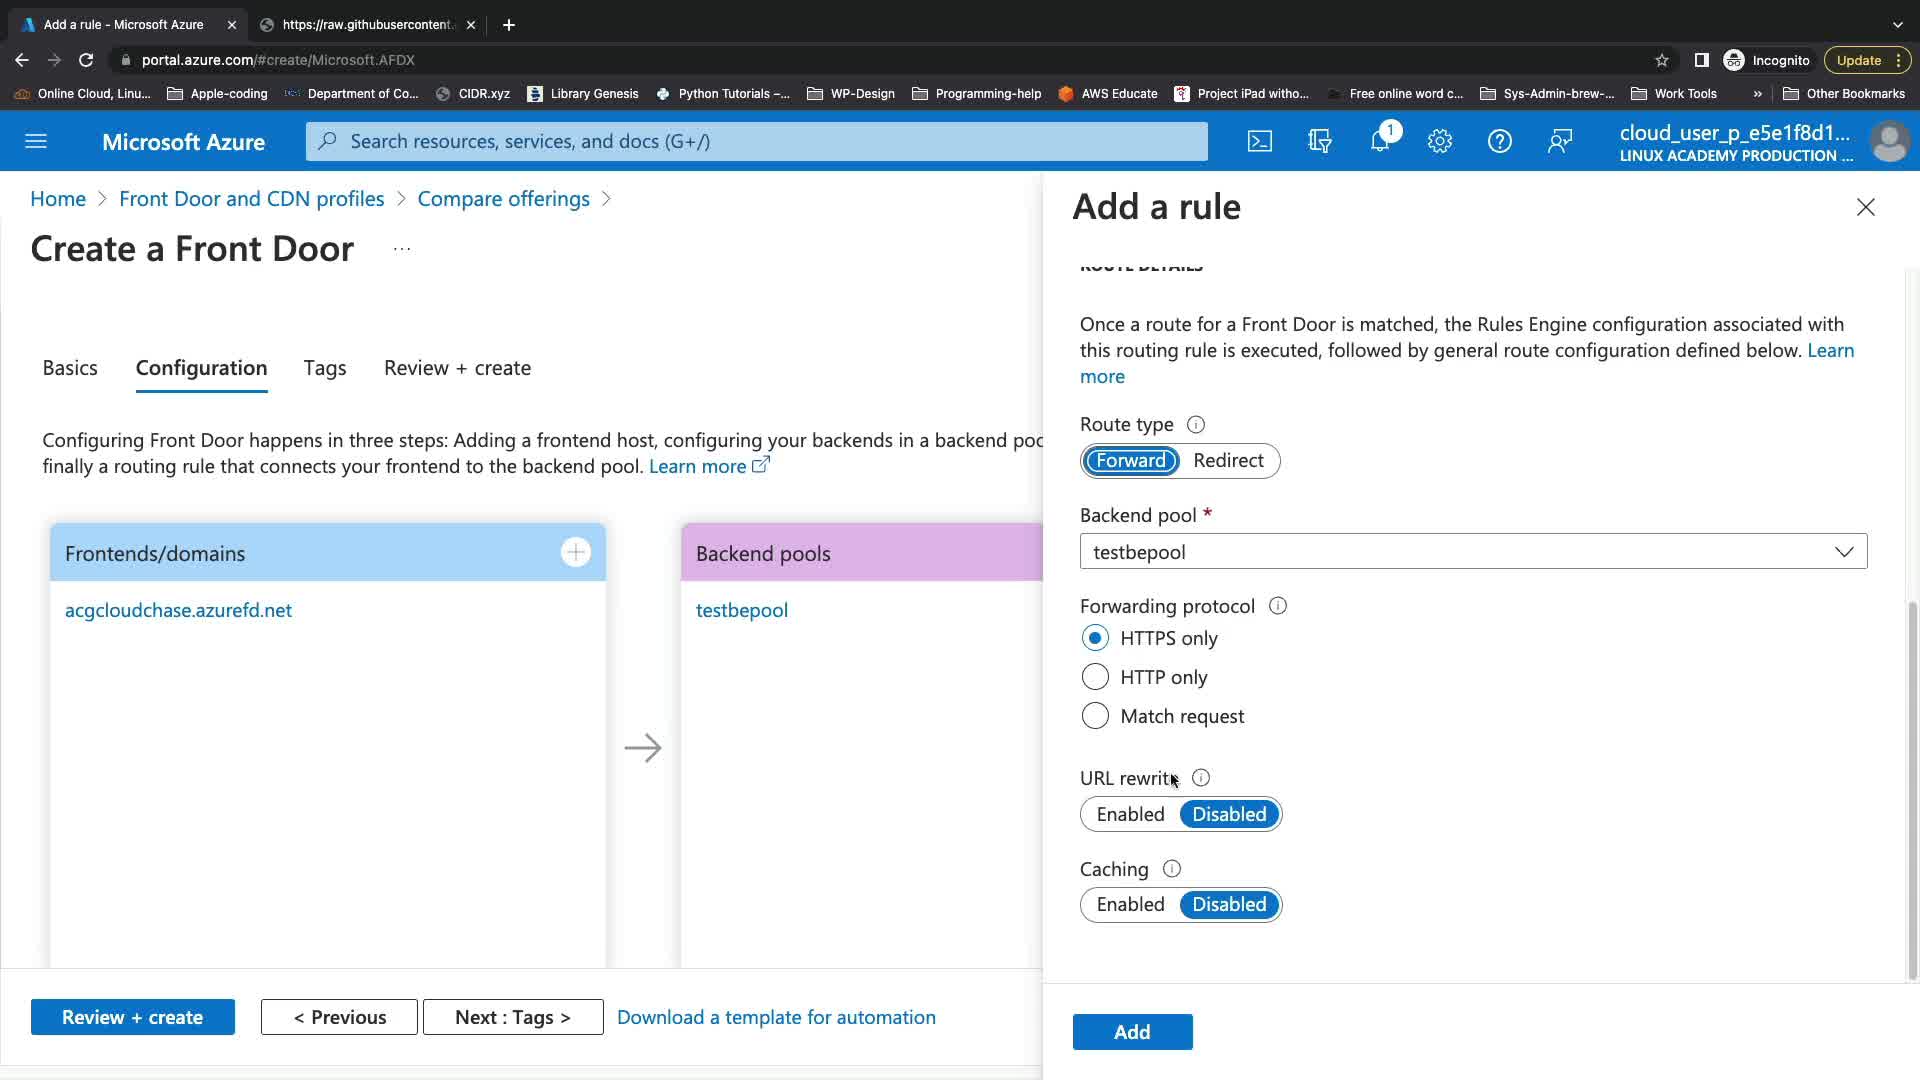 Add a rule - Microsoft Azure
https://raw.githubusercontent.
portal.azure.com/#create/Microsoft.AFDX
Incognito
Update
Online Cloud, Linu...
Apple-coding
Department of Co...
CIDR.xyz
Library Genesis
Python Tutorials –...
WP-Design
Programming-help
AWS Educate
Project iPad witho...
Free online word c...
Sys-Admin-brew-...
Work Tools
»
Other Bookmarks
Microsoft Azure
Search resources, services, and docs (G+/)
1
cloud_user_p_e5e1f8d1...
LINUX ACADEMY PRODUCTION ...
Home > Front Door and CDN profiles > Compare offerings >
Create a Front Door ...
Basics
Configuration
Tags
Review + create
Configuring Front Door happens in three steps: Adding a frontend host, configuring your backends in a backend poo
finally a routing rule that connects your frontend to the backend pool. Learn more
Frontends/domains
acgcloudchase.azurefd.net
Backend pools
testbepool
Review + create
< Previous
Next : Tags >
Download a template for automation
Add a rule
ROUTE DETAILS
Once a route for a Front Door is matched, the Rules Engine configuration associated with
this routing rule is executed, followed by general route configuration defined below. Learn
more
Route type
Forward
Redirect
Backend pool *
testbepool
Forwarding protocol
HTTPS only
HTTP only
Match request
URL rewrite
Enabled
Disabled
Caching
Enabled
Disabled
Add